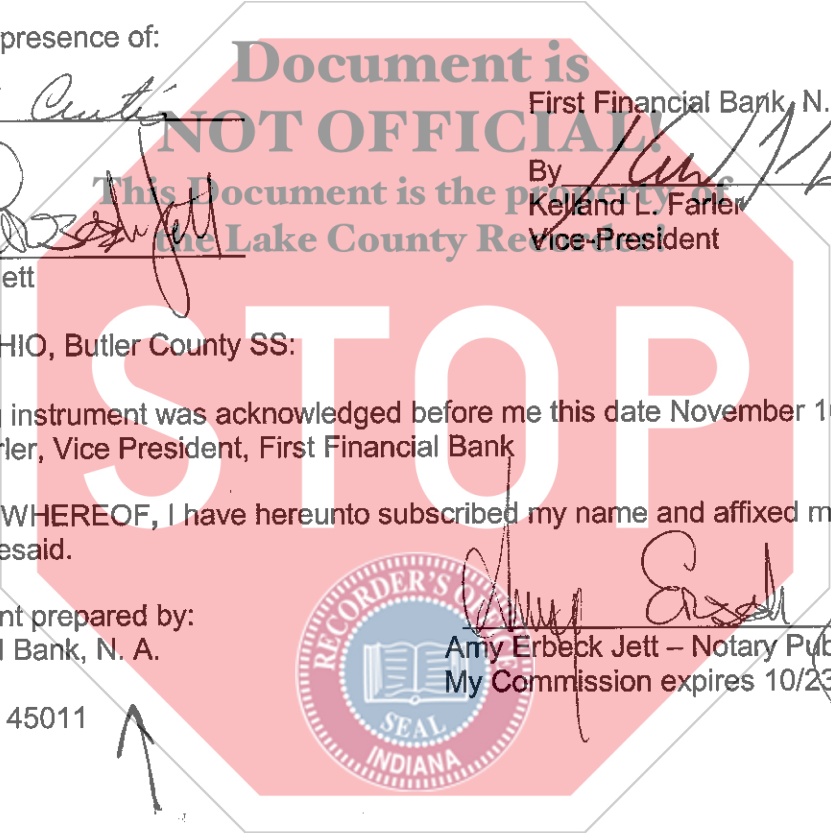 presence of:
Document is
NOT OFFICIAL!
This Document is the property of
the Lake County Recorder!
First Financial Bank, N.
By
Kelland L. Farler
Vice-President
ett
HIO, Butler County SS:
instrument was acknowledged before me this date November 1
rler, Vice President, First Financial Bank
STOP
WHEREOF, I have hereunto subscribed my name and affixed m
esaid.
nt prepared by:
l Bank, N. A.
45011
RECORDER'S OFFICE
SEAL
INDIANA
Amy Erbeck Jett – Notary Pub
My Commission expires 10/23